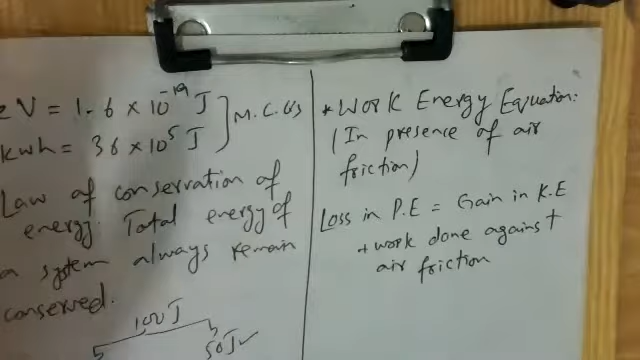 eV = 1.6 × 10⁻¹⁹ J
kwh = 36 × 10⁵ J
M.C.Qs
Law of conservation of
energy. Total energy of
a system always remain
conserved.
100 J
50J ✓
* Work Energy Equation:
(In presence of air
friction)
Loss in P.E = Gain in K.E
+ work done against
air friction